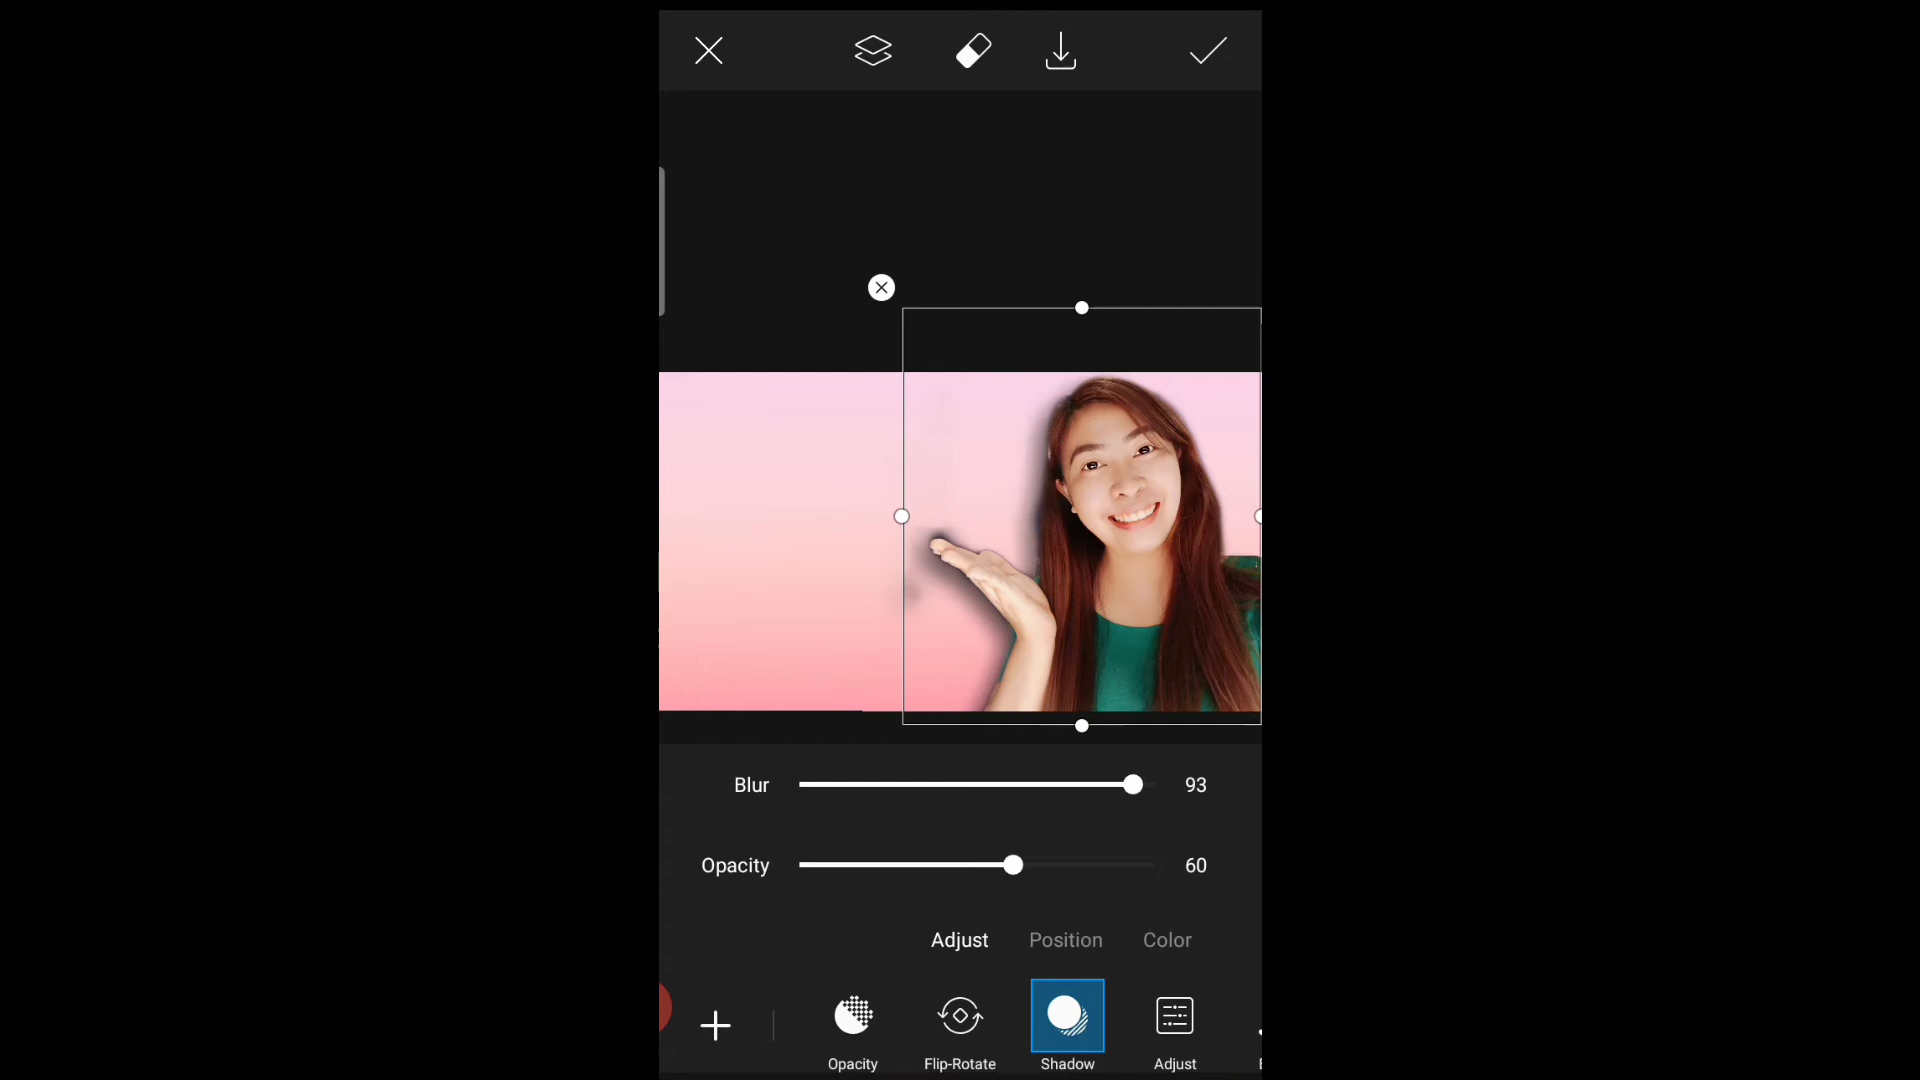 Blur 93
Opacity 60
Adjust Position Color
Opacity Flip-Rotate Shadow Adjust